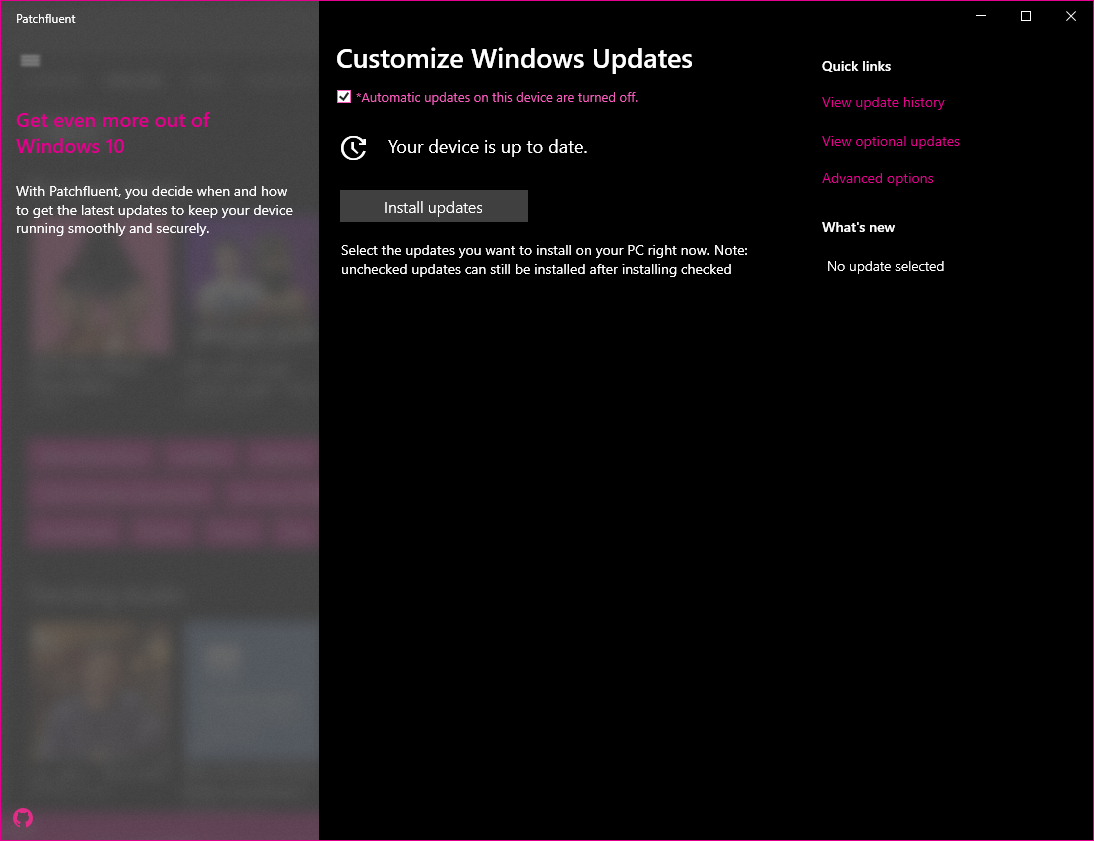 Patchfluent
Get even more out of
Windows 10
With Patchfluent, you decide when and how
to get the latest updates to keep your device
running smoothly and securely.
Customize Windows Updates
*Automatic updates on this device are turned off.
Your device is up to date.
Install updates
Select the updates you want to install on your PC right now. Note:
unchecked updates can still be installed after installing checked
Quick links
View update history
View optional updates
Advanced options
What's new
No update selected